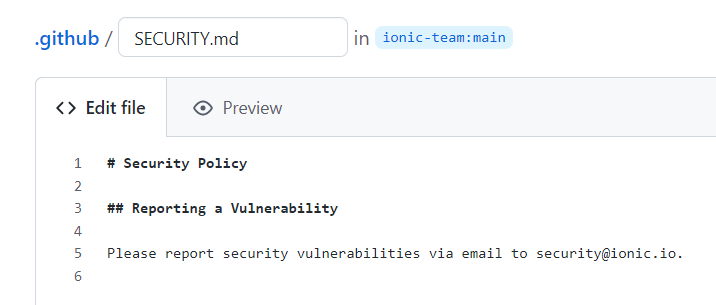 .github / SECURITY.md in ionic-team:main
<> Edit file Preview
1 # Security Policy
2
3 ## Reporting a Vulnerability
4
5 Please report security vulnerabilities via email to security@ionic.io.
6